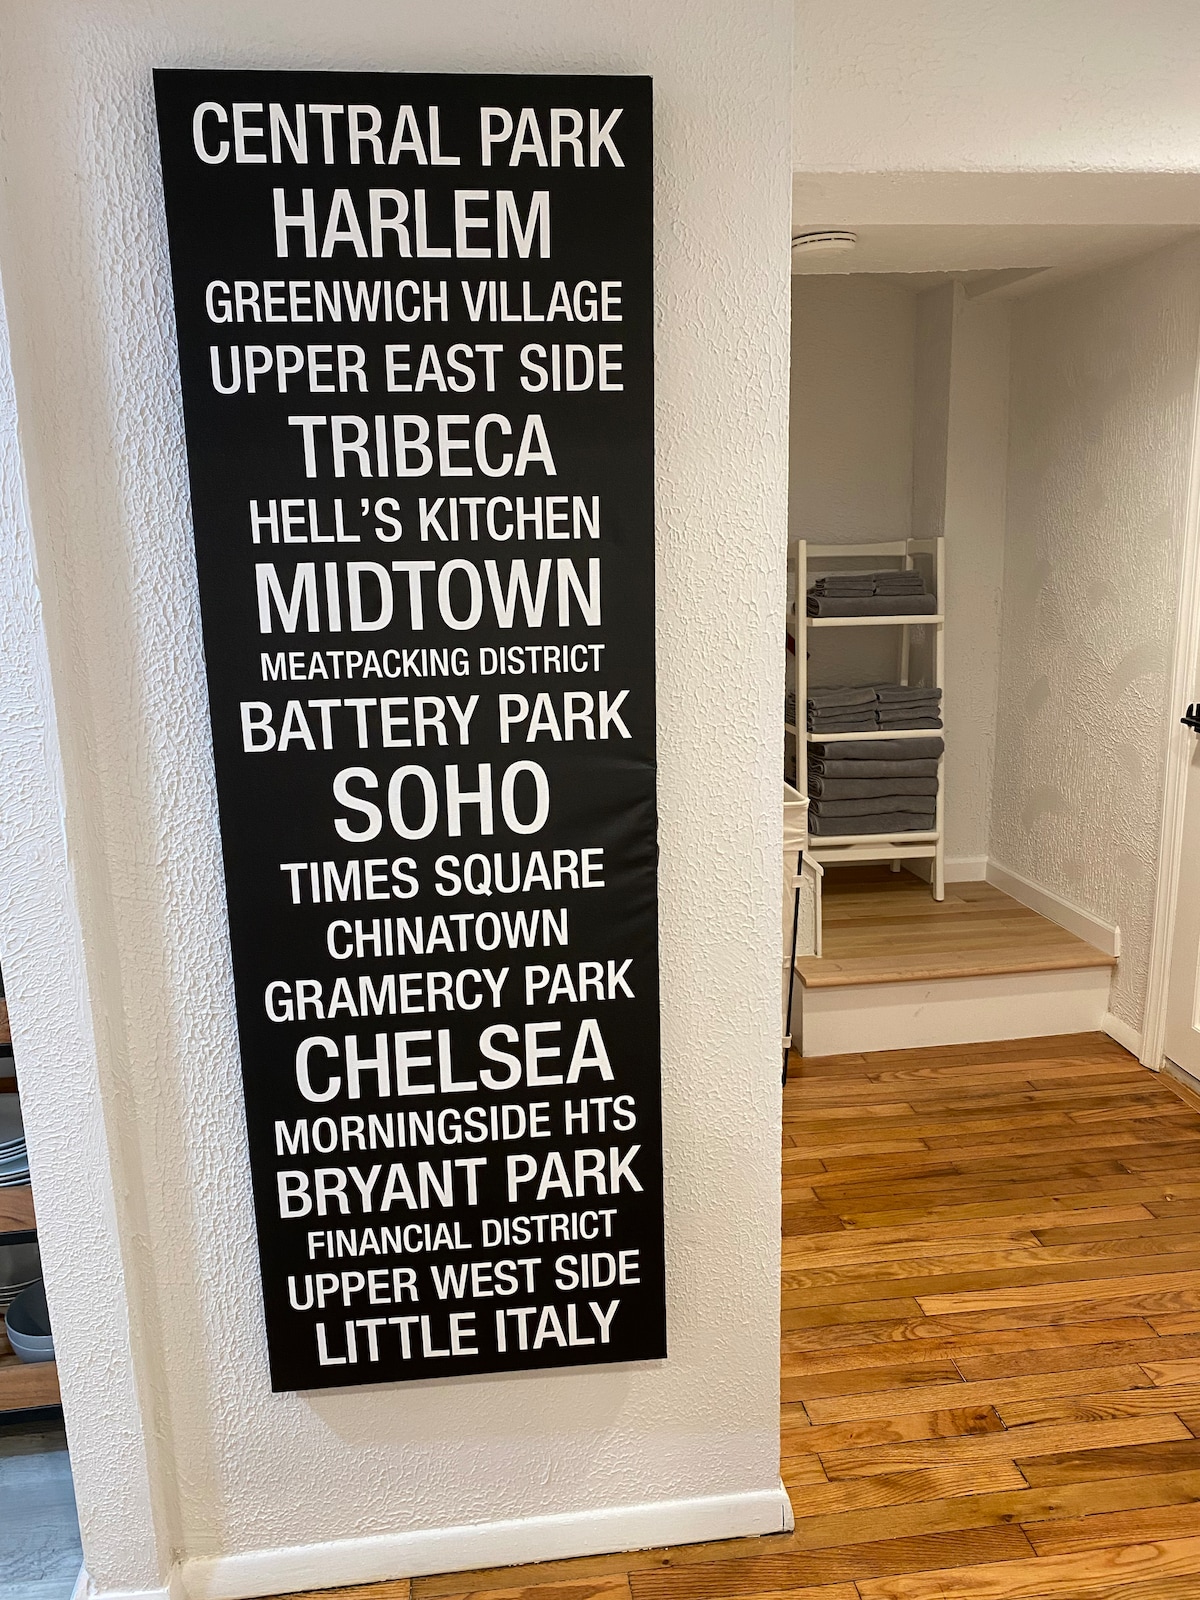 CENTRAL PARK
HARLEM
GREENWICH VILLAGE
UPPER EAST SIDE
TRIBECA
HELL'S KITCHEN
MIDTOWN
MEATPACKING DISTRICT
BATTERY PARK
SOHO
TIMES SQUARE
CHINATOWN
GRAMERCY PARK
CHELSEA
MORNINGSIDE HTS
BRYANT PARK
FINANCIAL DISTRICT
UPPER WEST SIDE
LITTLE ITALY